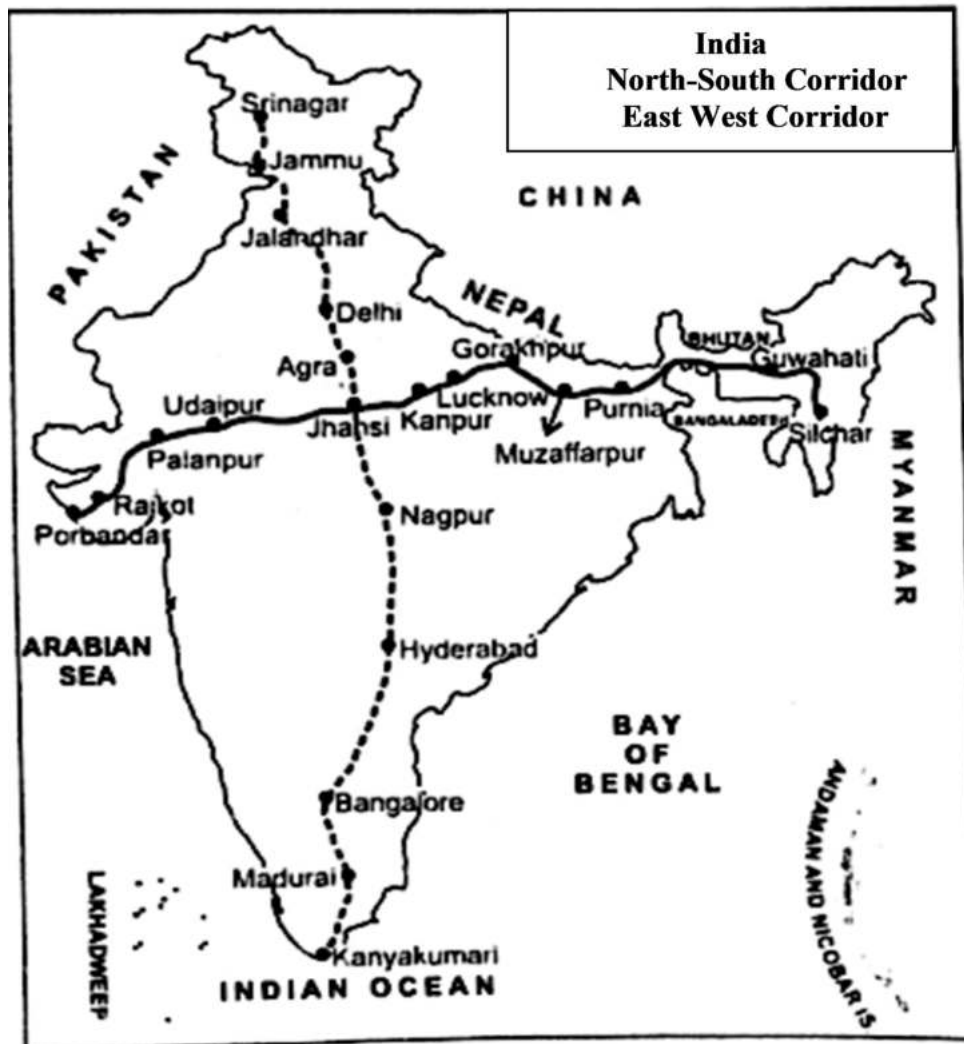 India
North-South Corridor
East West Corridor
Srinagar
Jammu
CHINA
PAKISTAN
Jalandhar
NEPAL
Delhi
BHUTAN
Gorakhpur
Guwahati
Agra
Lucknow
Udaipur
Kanpur
Purnia
Jhansi
BANGALADESH
Silchar
Palanpur
Muzaffarpur
MYANMAR
Rajkot
Nagpur
Porbandar
ARABIAN
SEA
Hyderabad
BAY
OF
BENGAL
Bangalore
ANDAMAN AND NICOBAR IS
Madurai
LAKHADWEEP
Kanyakumari
INDIAN OCEAN